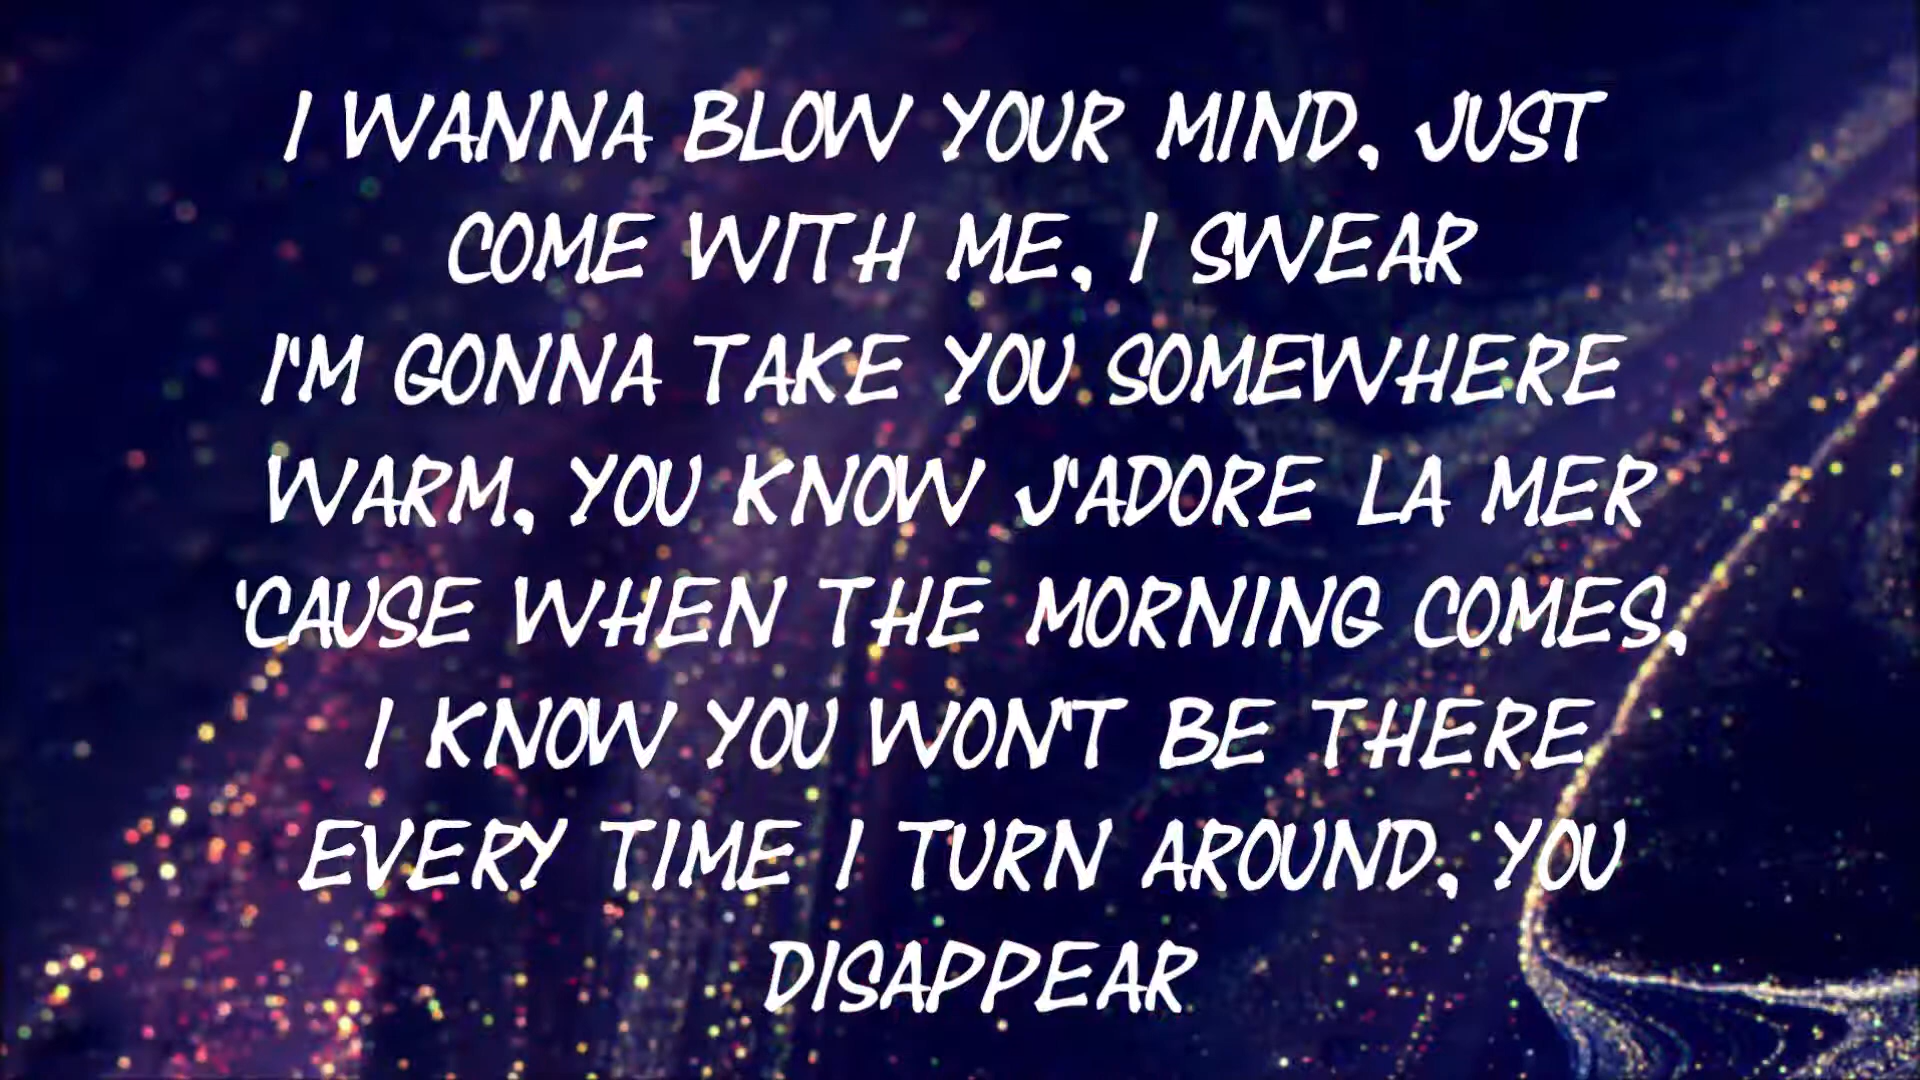 I WANNA BLOW YOUR MIND, JUST
COME WITH ME, I SWEAR
I'M GONNA TAKE YOU SOMEWHERE
WARM, YOU KNOW J'ADORE LA MER
'CAUSE WHEN THE MORNING COMES,
I KNOW YOU WON'T BE THERE
EVERY TIME I TURN AROUND, YOU
DISAPPEAR